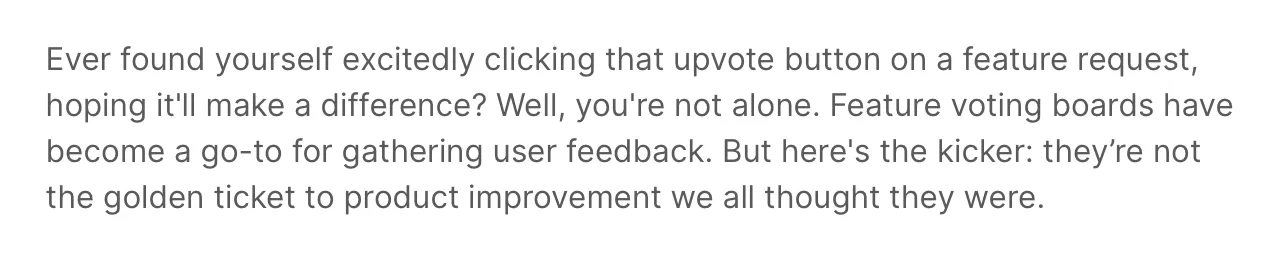 Ever found yourself excitedly clicking that upvote button on a feature request,
hoping it'll make a difference? Well, you're not alone. Feature voting boards have
become a go-to for gathering user feedback. But here's the kicker: they’re not
the golden ticket to product improvement we all thought they were.